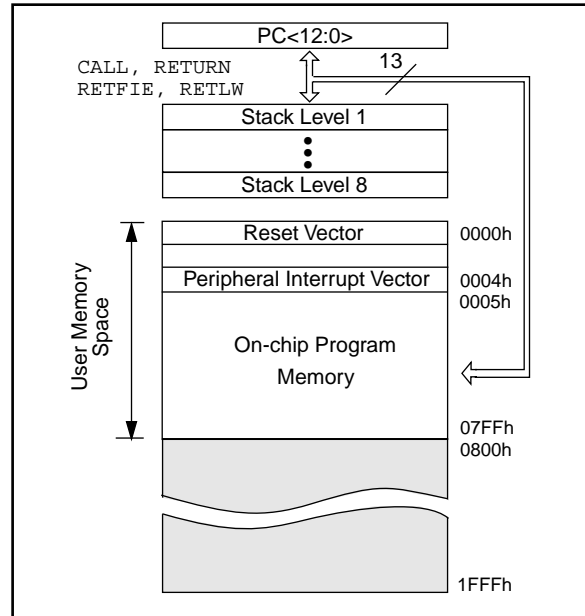 PC<12:0>
CALL, RETURN
RETFIE, RETLW
13
Stack Level 1
Stack Level 8
Reset Vector
0000h
Peripheral Interrupt Vector
0004h
0005h
User Memory
Space
On-chip Program
Memory
07FFh
0800h
1FFFh